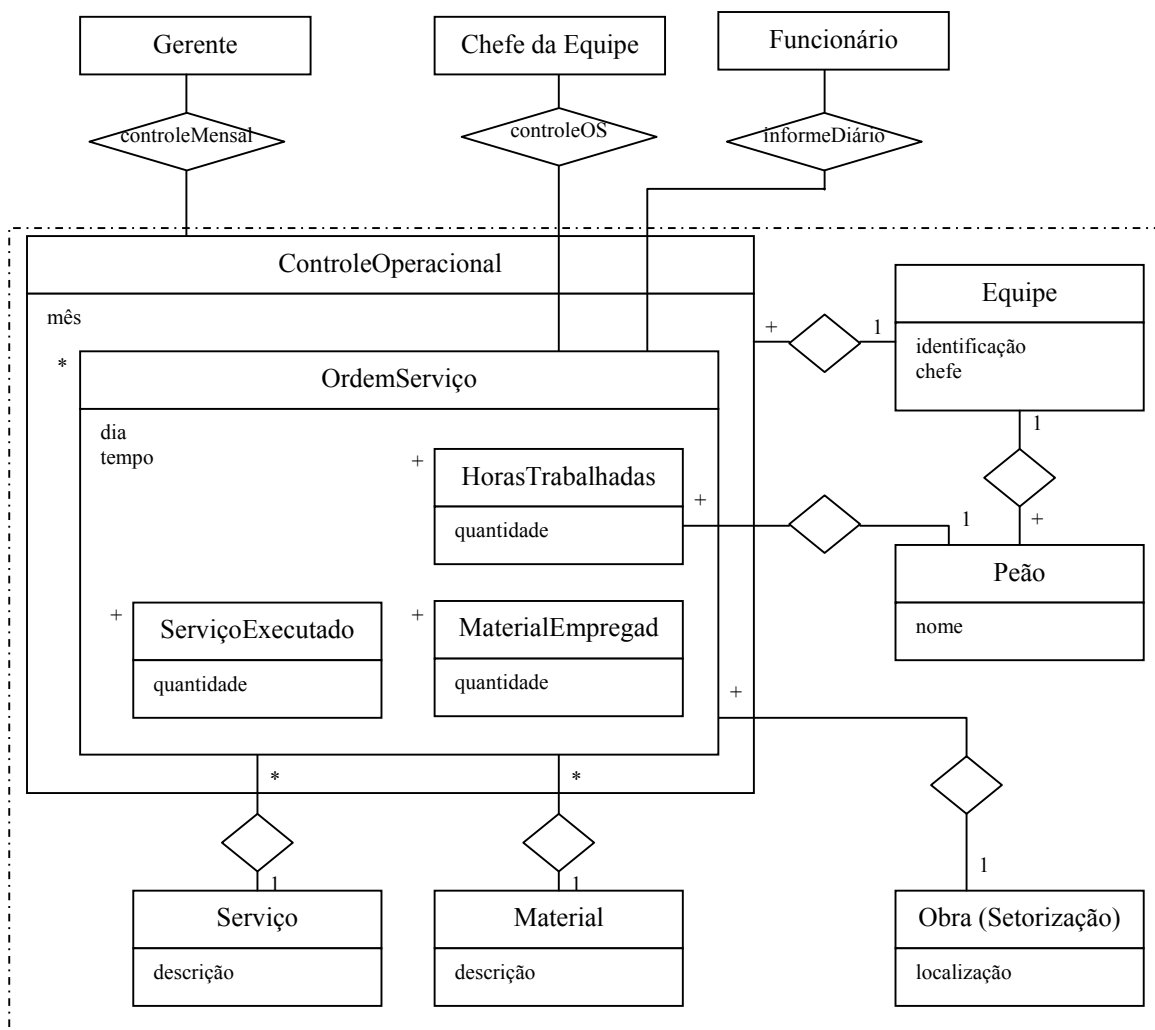 Gerente
Chefe da Equipe
Funcionário
controleMensal
controleOS
informeDiário
ControleOperacional
mês
*
OrdemServiço
dia
tempo
+
HorasTrabalhadas
quantidade
+
ServiçoExecutado
quantidade
+
MaterialEmpregad
quantidade
+
1
Equipe
identificação
chefe
1
+
+
1
Peão
nome
+
*
*
1
1
1
Serviço
descrição
Material
descrição
Obra (Setorização)
localização